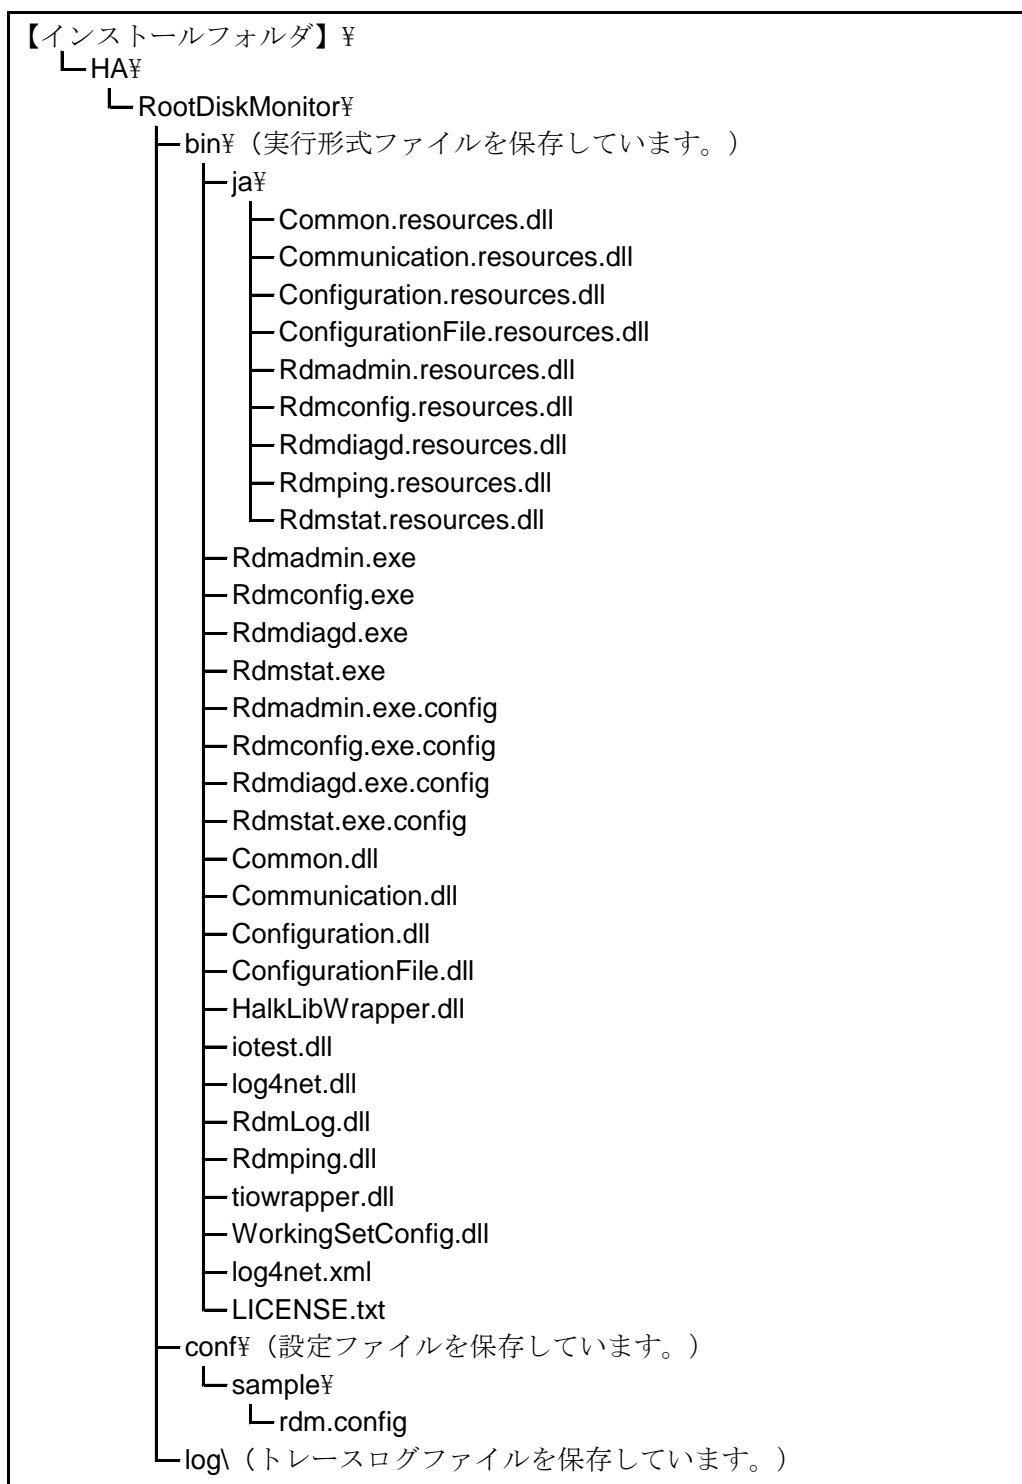 【インストールフォルダ】¥
HA¥
RootDiskMonitor¥
bin¥（実行形式ファイルを保存しています。）
ja¥
Common.resources.dll
Communication.resources.dll
Configuration.resources.dll
ConfigurationFile.resources.dll
Rdmadmin.resources.dll
Rdmconfig.resources.dll
Rdmdiagd.resources.dll
Rdmping.resources.dll
Rdmstat.resources.dll
Rdmadmin.exe
Rdmconfig.exe
Rdmdiagd.exe
Rdmstat.exe
Rdmadmin.exe.config
Rdmconfig.exe.config
Rdmdiagd.exe.config
Rdmstat.exe.config
Common.dll
Communication.dll
Configuration.dll
ConfigurationFile.dll
HalkLibWrapper.dll
iotest.dll
log4net.dll
RdmLog.dll
Rdmping.dll
tiowrapper.dll
WorkingSetConfig.dll
log4net.xml
LICENSE.txt
conf¥（設定ファイルを保存しています。）
sample¥
rdm.config
log\（トレースログファイルを保存しています。）